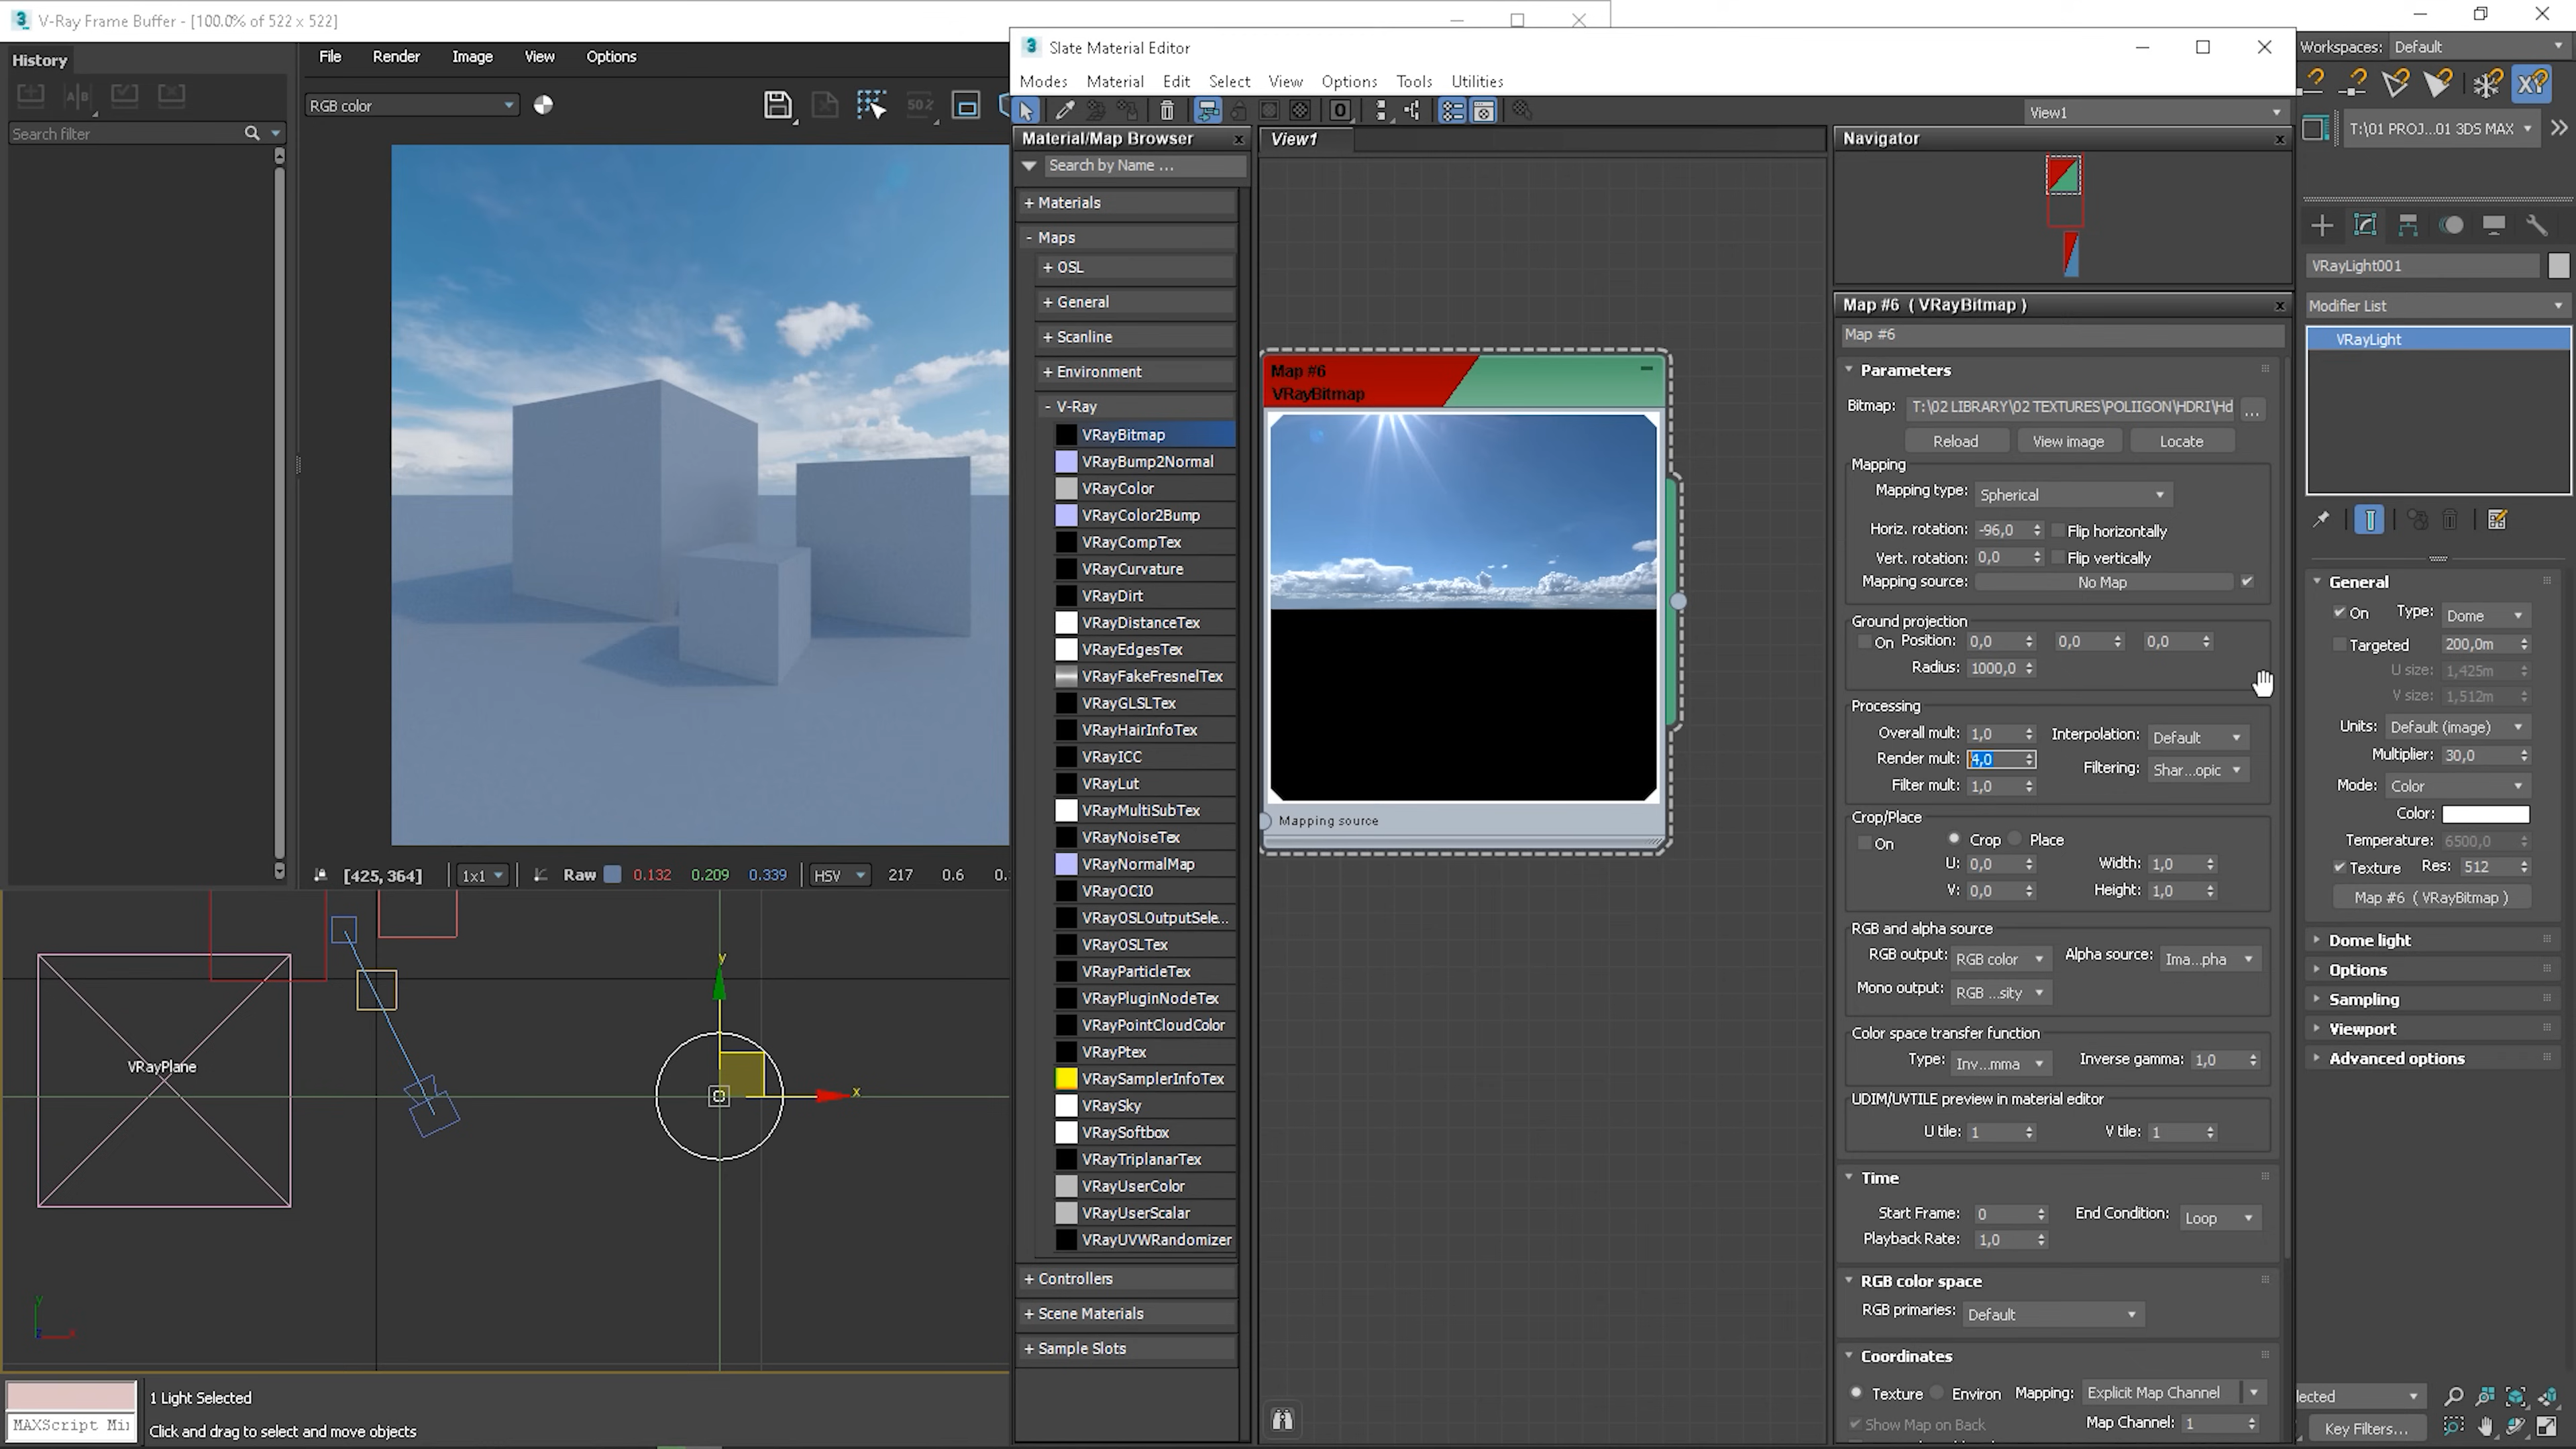 V-Ray Frame Buffer - [100.0% of 522 x 522]
History
File Render Image View Options
RGB color
50%
Search filter
[425, 364] 1x1 Raw 0.132 0.209 0.339 HSV 217 0.6
VRayPlane
y
x
y
1 Light Selected
MAXScript Mi
Click and drag to select and move objects
Slate Material Editor
Modes Material Edit Select View Options Tools Utilities
View1
Material/Map Browser
Search by Name ...
+ Materials
- Maps
+ OSL
+ General
+ Scanline
+ Environment
- V-Ray
VRayBitmap
VRayBump2Normal
VRayColor
VRayColor2Bump
VRayCompTex
VRayCurvature
VRayDirt
VRayDistanceTex
VRayEdgesTex
VRayFakeFresnelTex
VRayGLSLTex
VRayHairInfoTex
VRayICC
VRayLut
VRayMultiSubTex
VRayNoiseTex
VRayNormalMap
VRayOCIO
VRayOSLOutputSele...
VRayOSLTex
VRayParticleTex
VRayPluginNodeTex
VRayPointCloudColor
VRayPtex
VRaySamplerInfoTex
VRaySky
VRaySoftbox
VRayTriplanarTex
VRayUserColor
VRayUserScalar
VRayUVWRandomizer
+ Controllers
+ Scene Materials
+ Sample Slots
View1
Map #6
VRayBitmap
Mapping source
Navigator
Map #6 ( VRayBitmap )
Map #6
Parameters
Bitmap: T:\02 LIBRARY\02 TEXTURES\POLIIGON\HDRI\Hd ...
Reload View image Locate
Mapping
Mapping type: Spherical
Horiz. rotation: -96,0 Flip horizontally
Vert. rotation: 0,0 Flip vertically
Mapping source: No Map
Ground projection
On Position: 0,0 0,0 0,0
Radius: 1000,0
Processing
Overall mult: 1,0 Interpolation: Default
Render mult: 4,0 Filtering: Shar...opic
Filter mult: 1,0
Crop/Place
On Crop Place
U: 0,0 Width: 1,0
V: 0,0 Height: 1,0
RGB and alpha source
RGB output: RGB color Alpha source: Ima...pha
Mono output: RGB ...sity
Color space transfer function
Type: Inv...mma Inverse gamma: 1,0
UDIM/UVTILE preview in material editor
U tile: 1 V tile: 1
Time
Start Frame: 0 End Condition: Loop
Playback Rate: 1,0
RGB color space
RGB primaries: Default
Coordinates
Texture Environ Mapping: Explicit Map Channel
Show Map on Back Map Channel: 1
Workspaces: Default
T:\01 PROJ...01 3DS MAX
VRayLight001
Modifier List
VRayLight
General
On Type: Dome
Targeted 200,0m
U size: 1,425m
V size: 1,512m
Units: Default (image)
Multiplier: 30,0
Mode: Color
Color:
Temperature: 6500,0
Texture Res: 512
Map #6 ( VRayBitmap )
Dome light
Options
Sampling
Viewport
Advanced options
lected
Key Filters...